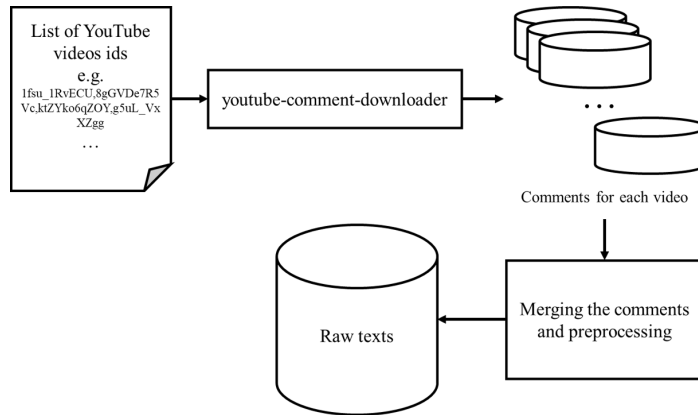 List of YouTube
videos ids
e.g.
1fsu_1RvECU,8gGVDe7R5
Vc,ktZYko6qZOY,g5uL_Vx
XZgg
...
youtube-comment-downloader
...
Comments for each video
Merging the comments
and preprocessing
Raw texts